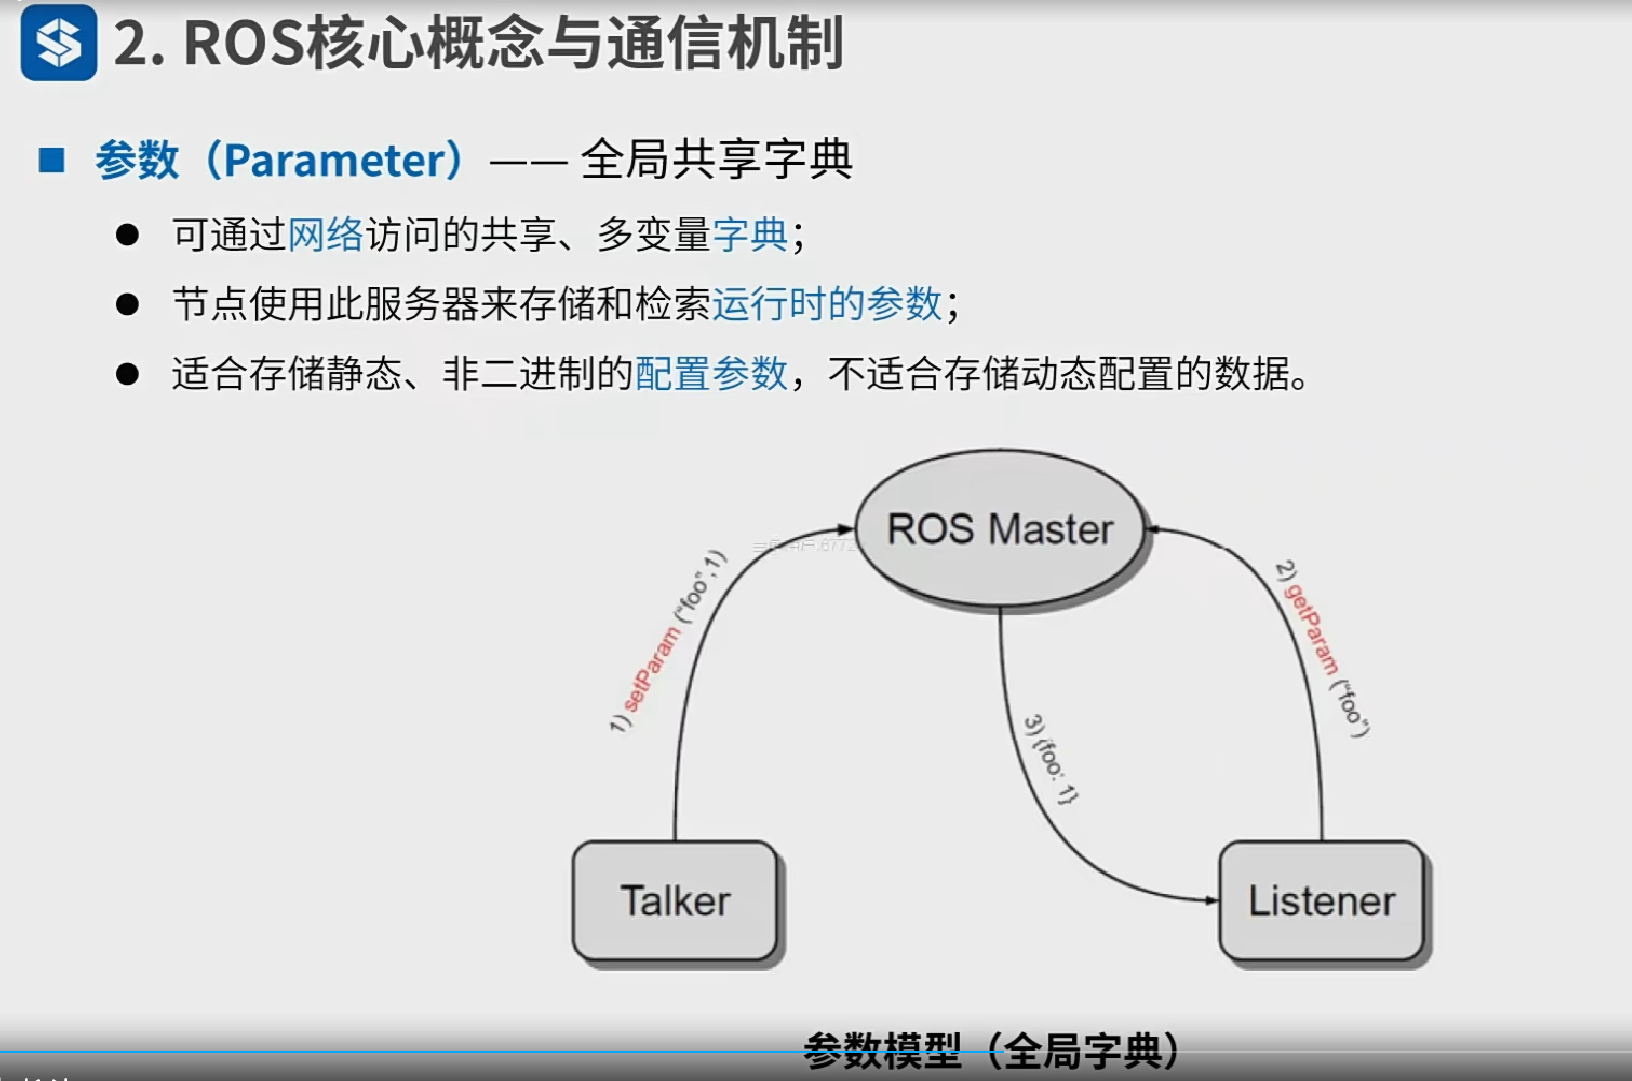 2. ROS核心概念与通信机制
参数（Parameter）—— 全局共享字典
可通过网络访问的共享、多变量字典；
节点使用此服务器来存储和检索运行时的参数；
适合存储静态、非二进制的配置参数，不适合存储动态配置的数据。
ROS Master
1) setParam ("foo",1)
2) getParam ("foo")
3) {foo: 1}
Talker
Listener
参数模型（全局字典）